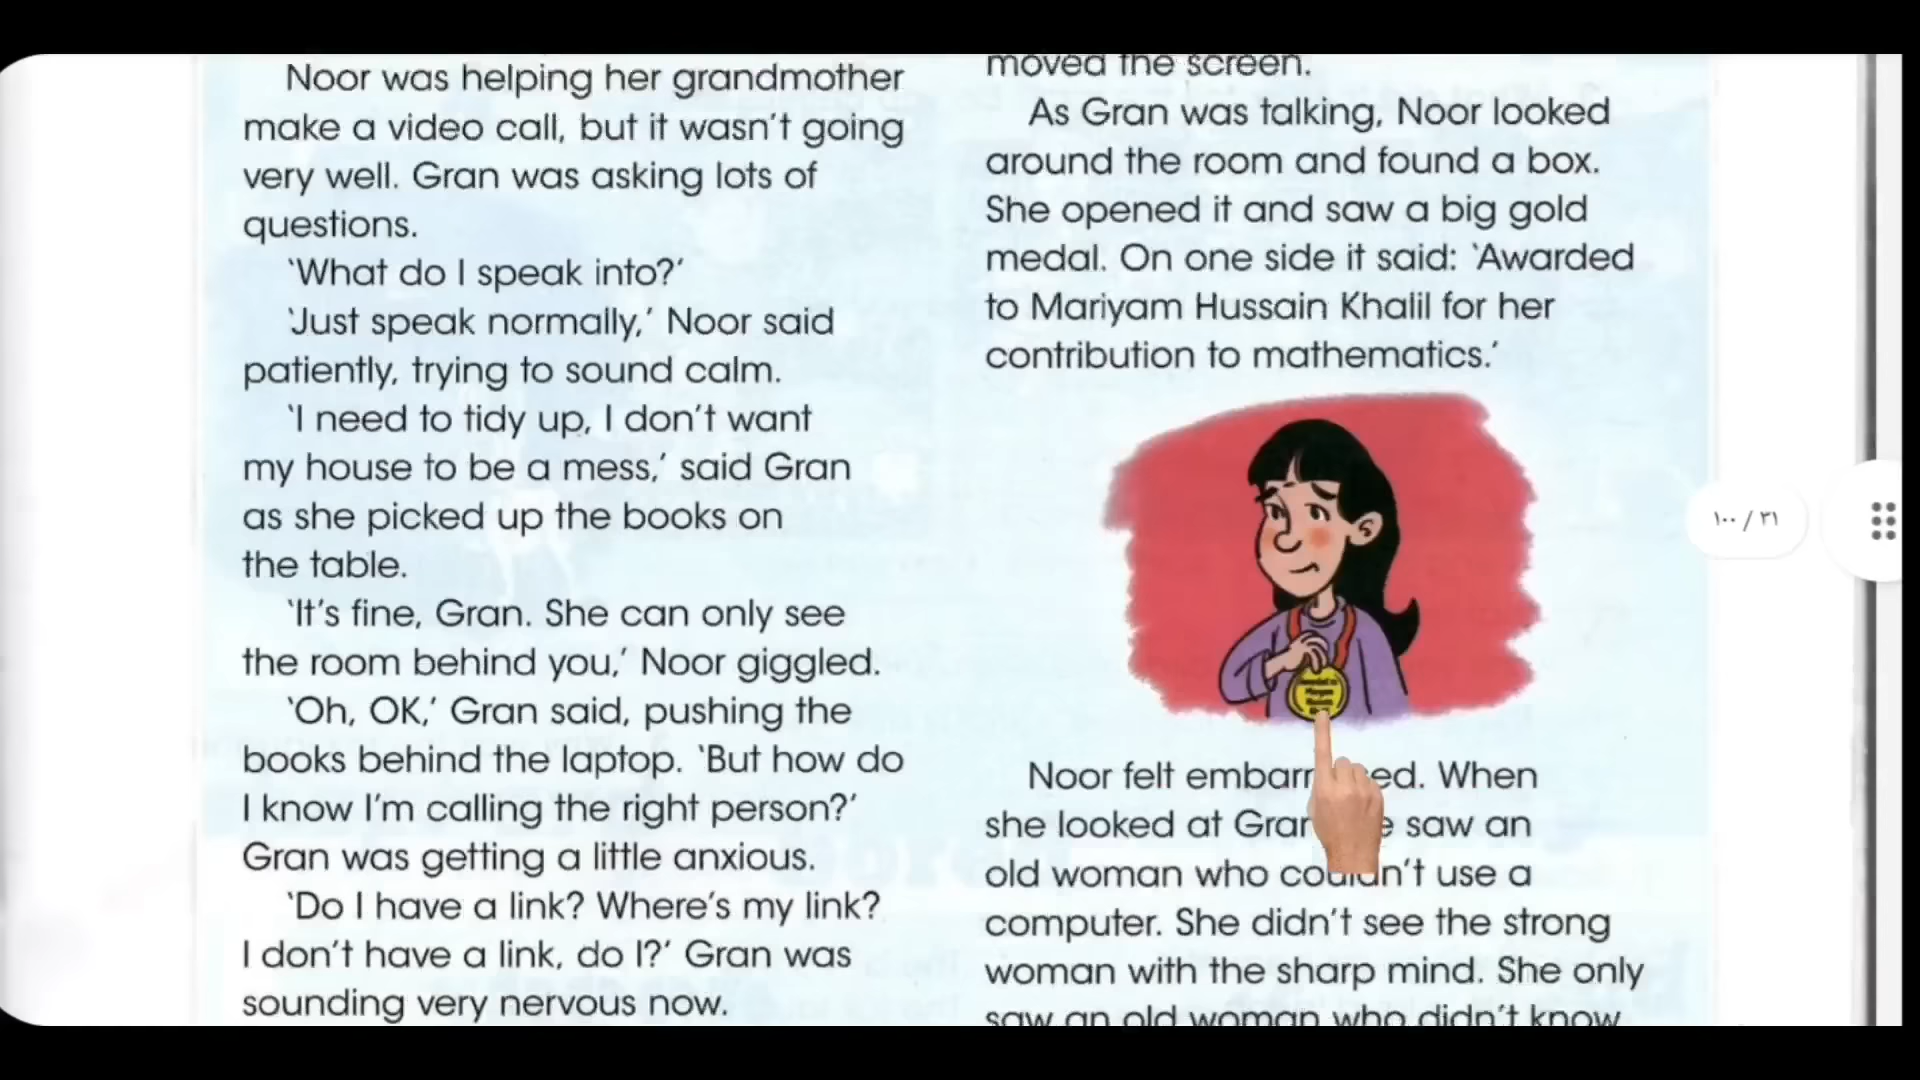 Noor was helping her grandmother
make a video call, but it wasn't going
very well. Gran was asking lots of
questions.
‘What do I speak into?’
‘Just speak normally,’ Noor said
patiently, trying to sound calm.
‘I need to tidy up, I don't want
my house to be a mess,’ said Gran
as she picked up the books on
the table.
‘It's fine, Gran. She can only see
the room behind you,’ Noor giggled.
‘Oh, OK,’ Gran said, pushing the
books behind the laptop. ‘But how do
I know I'm calling the right person?’
Gran was getting a little anxious.
‘Do I have a link? Where's my link?
I don't have a link, do I?’ Gran was
sounding very nervous now.
moved the screen.
As Gran was talking, Noor looked
around the room and found a box.
She opened it and saw a big gold
medal. On one side it said: ‘Awarded
to Mariyam Hussain Khalil for her
contribution to mathematics.’
Noor felt When
she looked at saw an
old woman who couldn't use a
computer. She didn't see the strong
woman with the sharp mind. She only
saw an old woman who didn't know
١٠٠ / ٣١